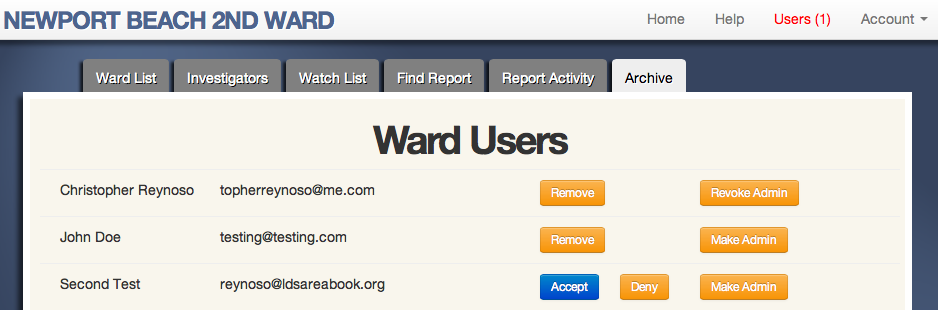 NEWPORT BEACH 2ND WARD Home Help Users (1) Account
Ward List Investigators Watch List Find Report Report Activity Archive
Ward Users
Christopher Reynoso topherreynoso@me.com Remove Revoke Admin
John Doe testing@testing.com Remove Make Admin
Second Test reynoso@ldsareabook.org Accept Deny Make Admin